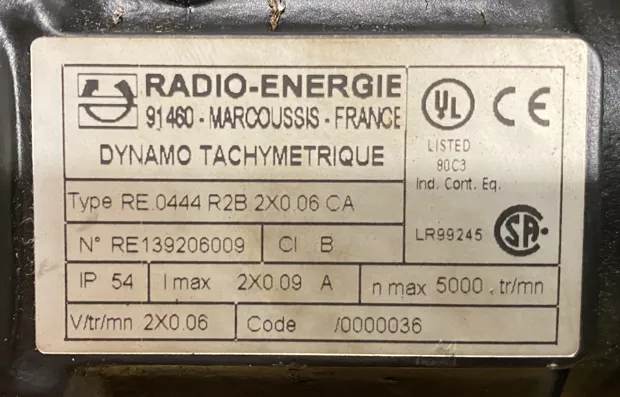 RADIO-ENERGIE
91460 - MARCOUSSIS - FRANCE
DYNAMO TACHYMETRIQUE
UL CE
LISTED
80C3
Ind. Cont. Eq.
LR99245 SA
Type RE.0444 R2B 2X0.06 CA
N° RE139206009 Cl B
IP 54 I max 2X0.09 A n max 5000 . tr/mn
V/tr/mn 2X0.06 Code /0000036